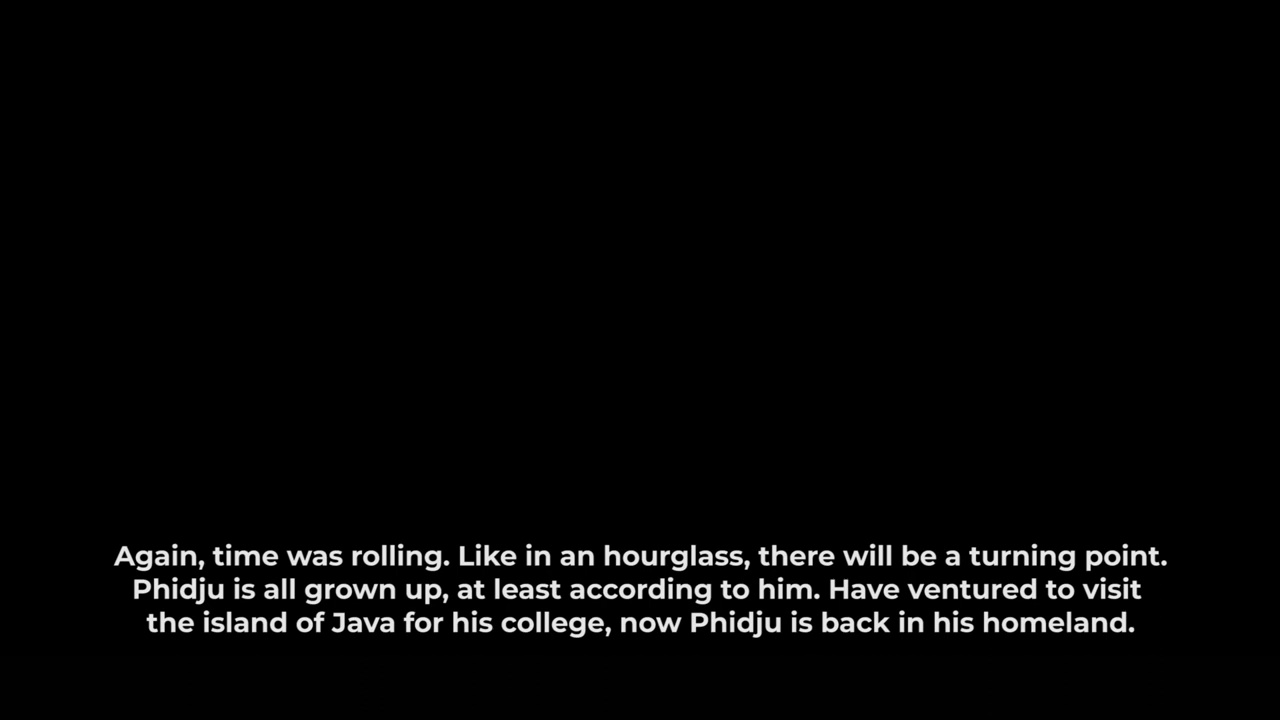 Again, time was rolling. Like in an hourglass, there will be a turning point.
Phidju is all grown up, at least according to him. Have ventured to visit
the island of Java for his college, now Phidju is back in his homeland.